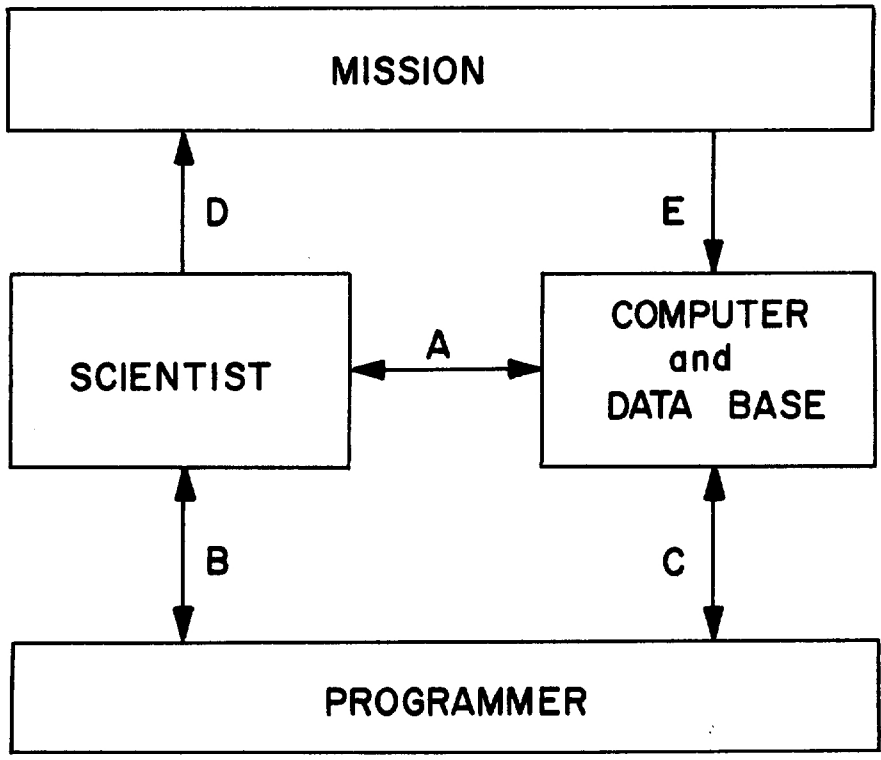 MISSION
D
E
SCIENTIST
A
COMPUTER
and
DATA BASE
B
C
PROGRAMMER